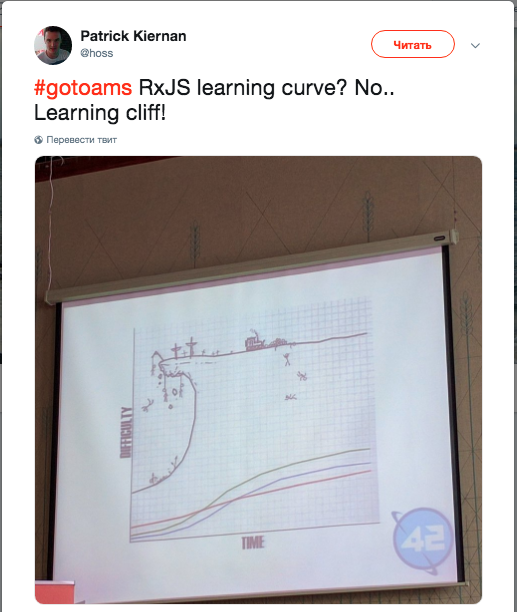 Patrick Kiernan
@hoss
Читать
#gotoams RxJS learning curve? No..
Learning cliff!
Перевести твит
DIFFICULTY
TIME
42